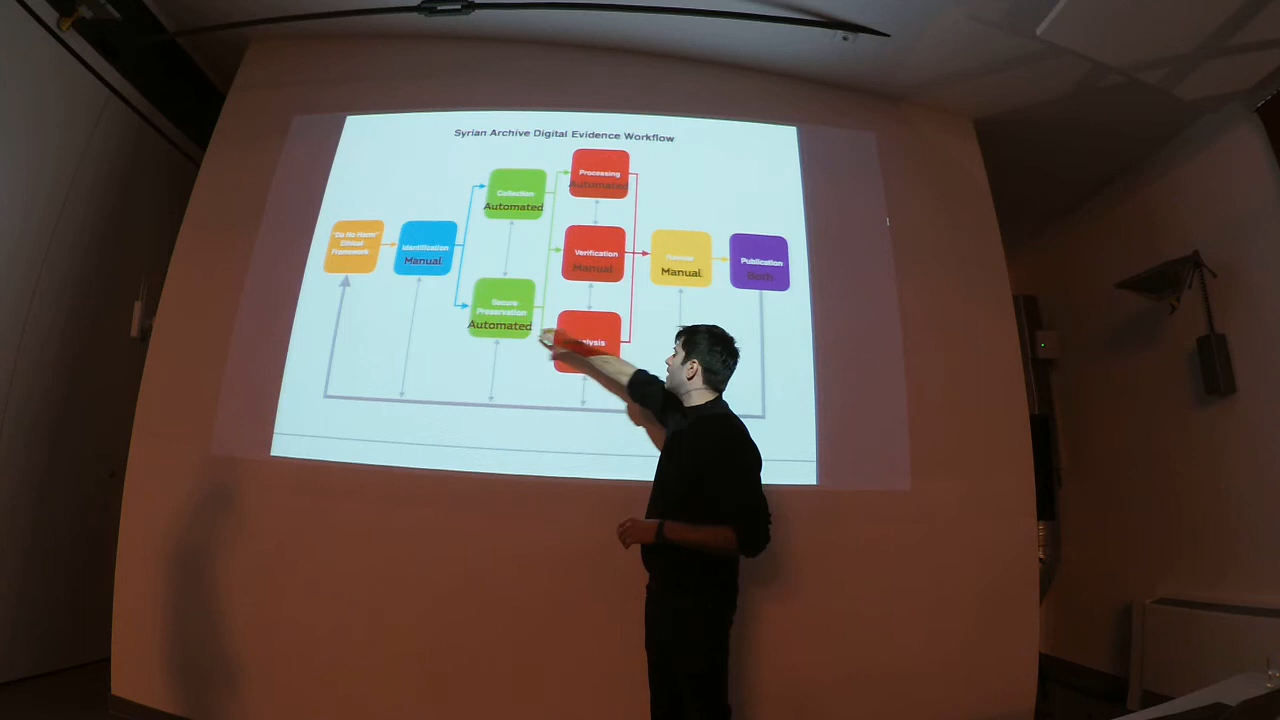 Syrian Archive Digital Evidence Workflow
"Do No Harm"
Ethical
Framework
Identification
Manual
Collection
Automated
Secure
Preservation
Automated
Processing
Automated
Verification
Manual
Review
Manual
Publication
Both